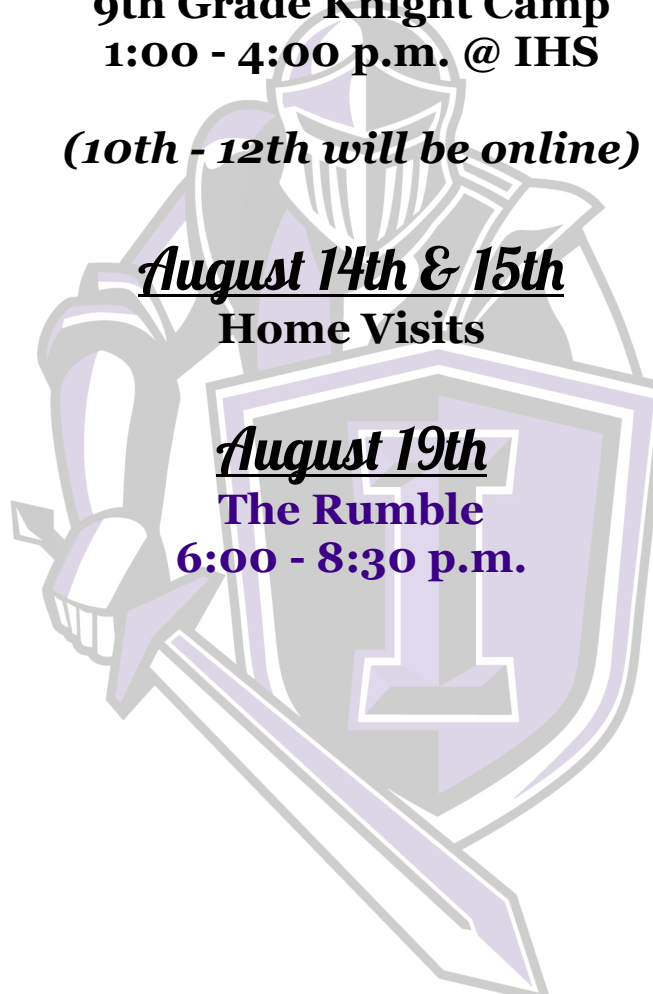 9th Grade Knight Camp
1:00 - 4:00 p.m. @ IHS
(10th - 12th will be online)
August 14th & 15th
Home Visits
August 19th
The Rumble
6:00 - 8:30 p.m.
I